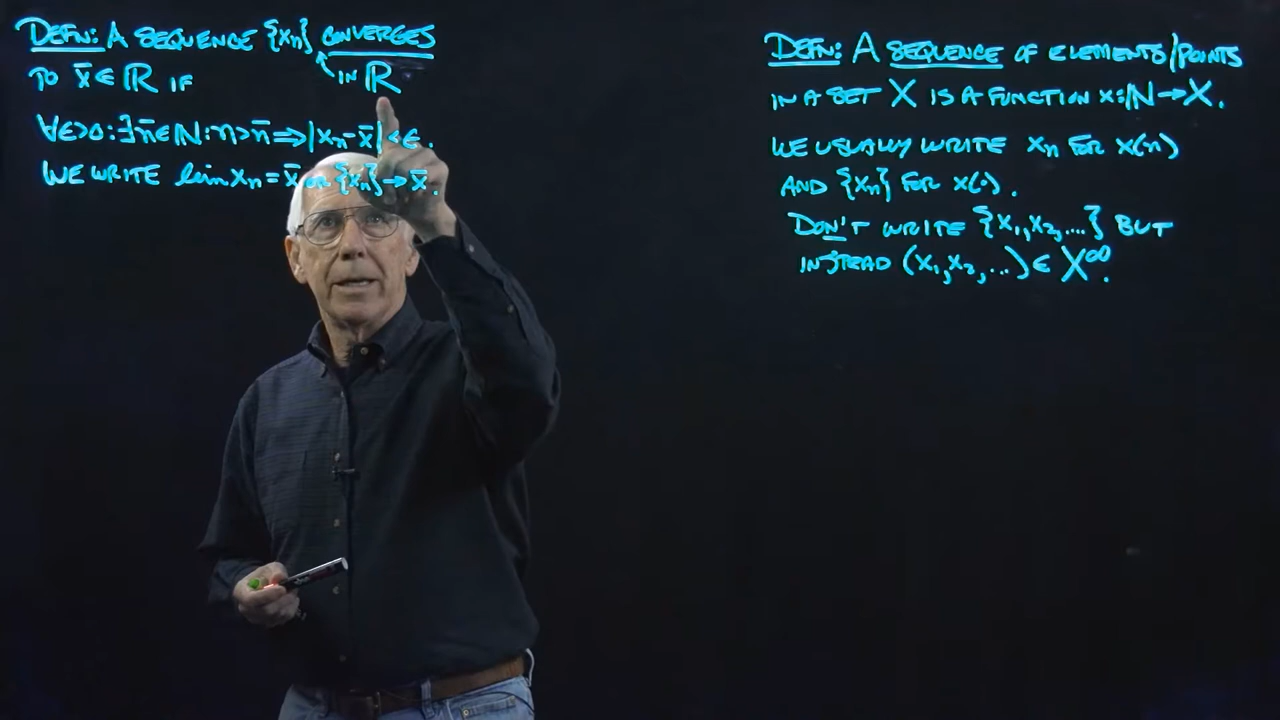 DEFN: A SEQUENCE {xₙ} CONVERGES
IN ℝ
TO x̄ ∈ ℝ IF
∀ϵ>0: ∃n̄∈ℕ: n>n̄ ⇒ |xₙ-x̄| < ϵ.
WE WRITE lim xₙ = x̄ OR {xₙ} → x̄.
DEFN: A SEQUENCE OF ELEMENTS/POINTS
IN A SET X IS A FUNCTION x: ℕ → X.
WE USUALLY WRITE xₙ FOR x(n)
AND {xₙ} FOR x(·).
DON'T WRITE {x₁, x₂, ...} BUT
INSTEAD (x₁, x₂, ...) ∈ X^∞.